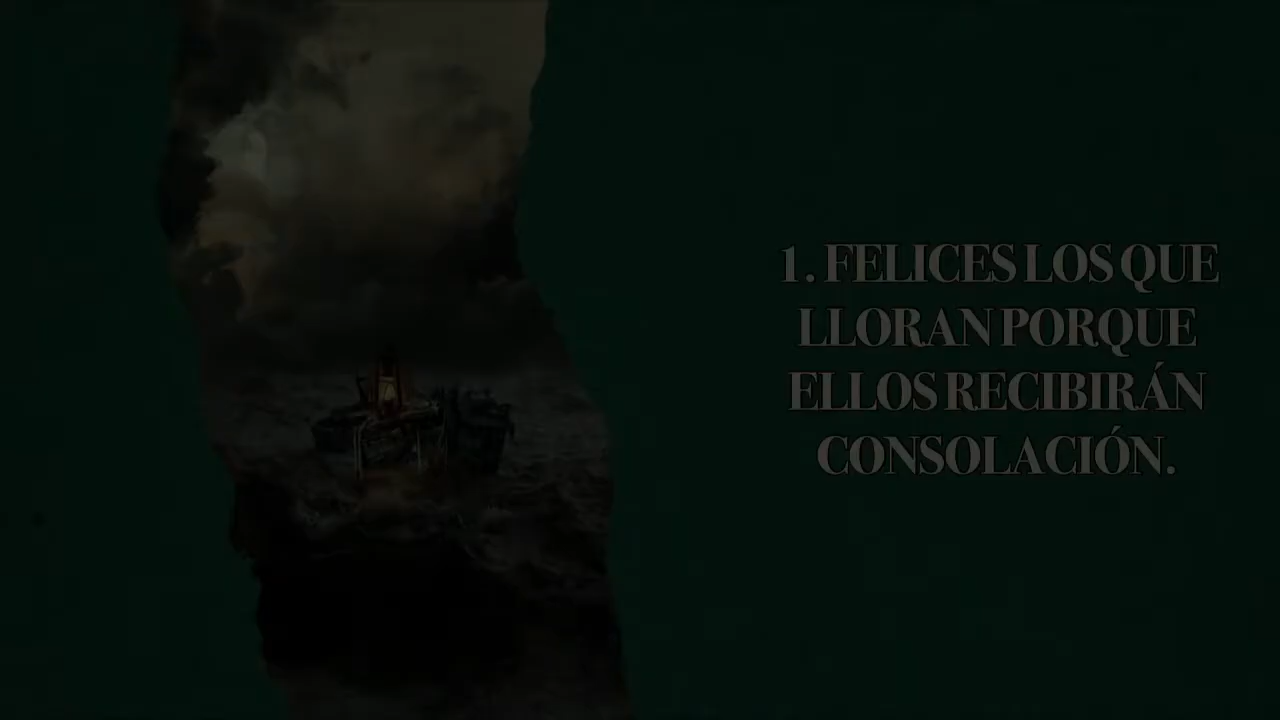 1. FELICES LOS QUE
LLORAN PORQUE
ELLOS RECIBIRÁN
CONSOLACIÓN.